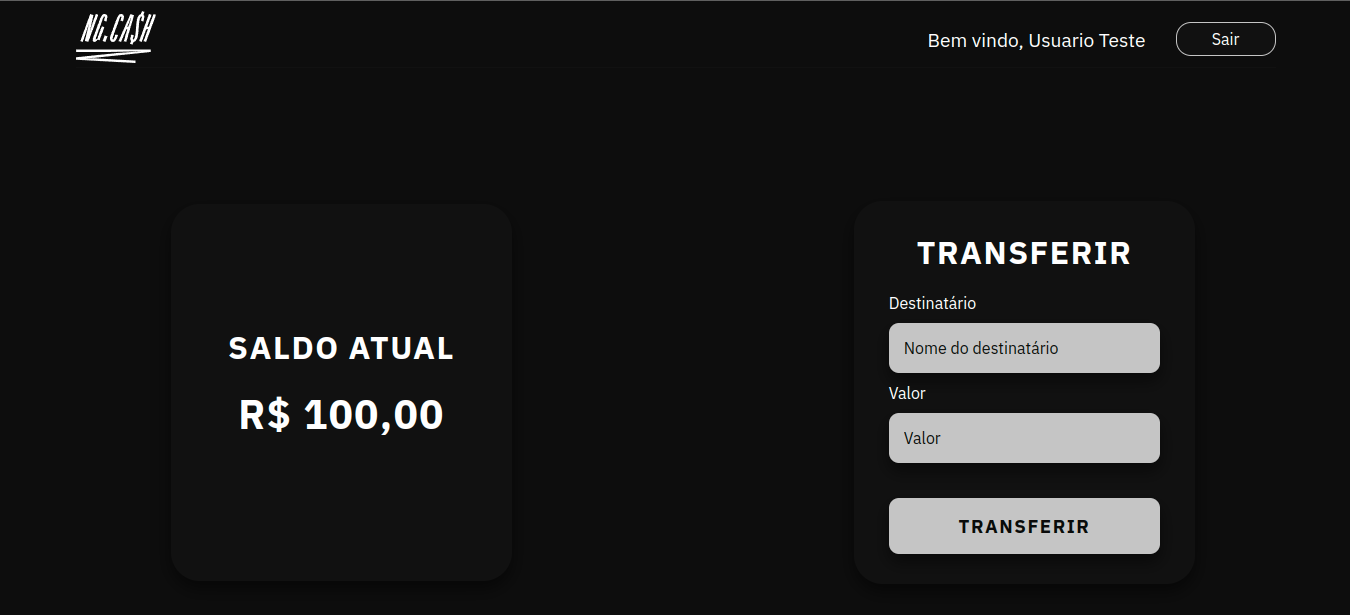 NG.CA$H
Bem vindo, Usuario Teste
Sair
SALDO ATUAL
R$ 100,00
TRANSFERIR
Destinatário
Nome do destinatário
Valor
Valor
TRANSFERIR